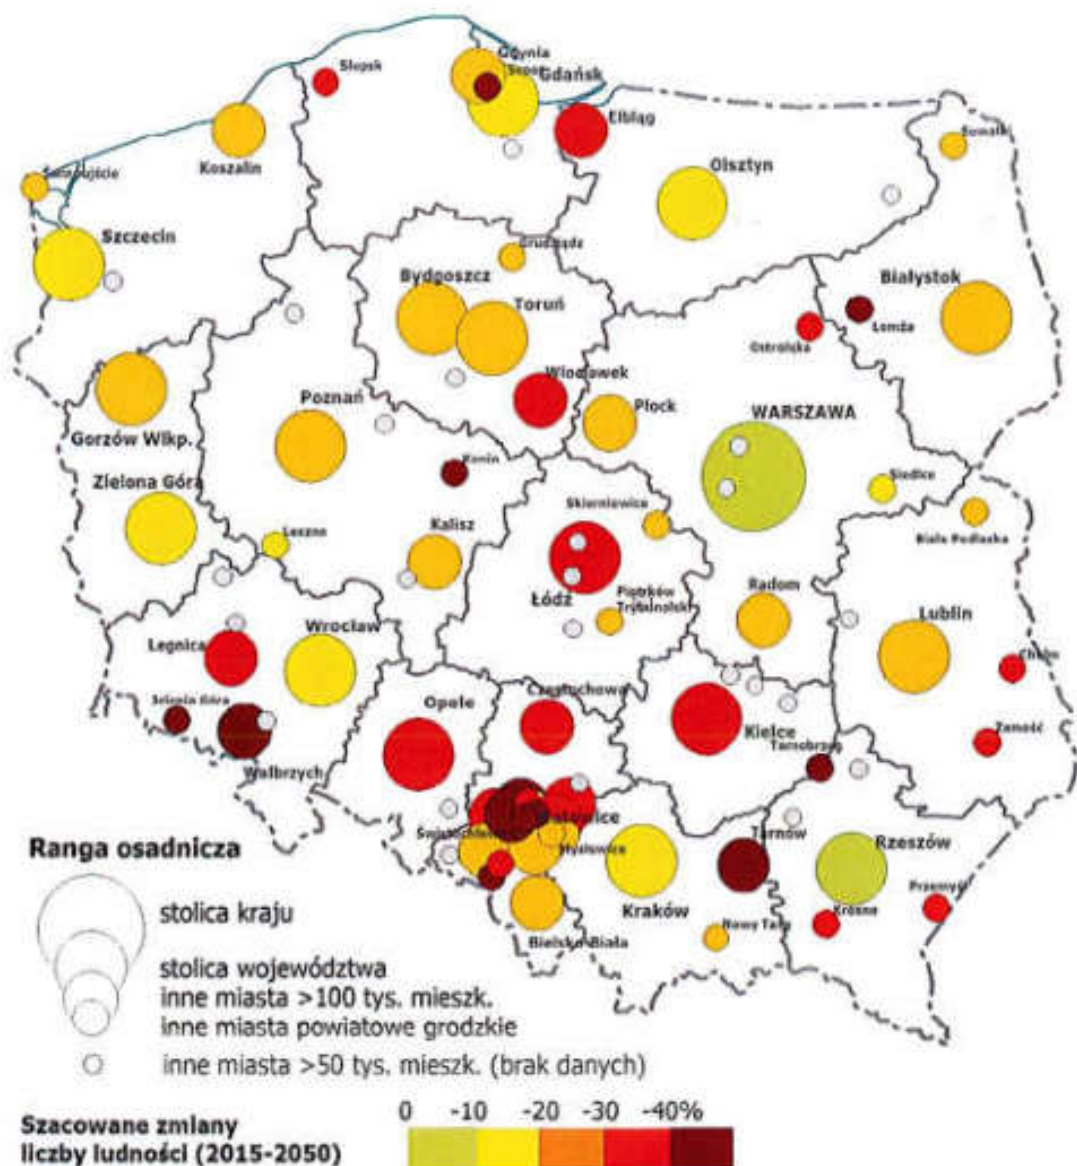 Słupsk
Gdynia
Sopot
Gdańsk
Elbląg
Koszalin
Świnoujście
Suwałki
Olsztyn
Szczecin
Grudziądz
Bydgoszcz
Toruń
Białystok
Łomża
Ostrołęka
Włocławek
Poznań
Płock
WARSZAWA
Gorzów Wlkp.
Konin
Zielona Góra
Siedlce
Skierniewice
Biała Podlaska
Leszno
Kalisz
Łódź
Piotrków
Trybunalski
Radom
Lublin
Legnica
Wrocław
Chełm
Jelenia Góra
Opole
Częstochowa
Kielce
Zamość
Tarnobrzeg
Wałbrzych
Katowice
Świętochłowice
Mysłowice
Tarnów
Rzeszów
Kraków
Przemyśl
Krosno
Nowy Targ
Bielsko-Biała
Ranga osadnicza
stolica kraju
stolica województwa
inne miasta >100 tys. mieszk.
inne miasta powiatowe grodzkie
inne miasta >50 tys. mieszk. (brak danych)
Szacowane zmiany
liczby ludności (2015-2050)
0 -10 -20 -30 -40%